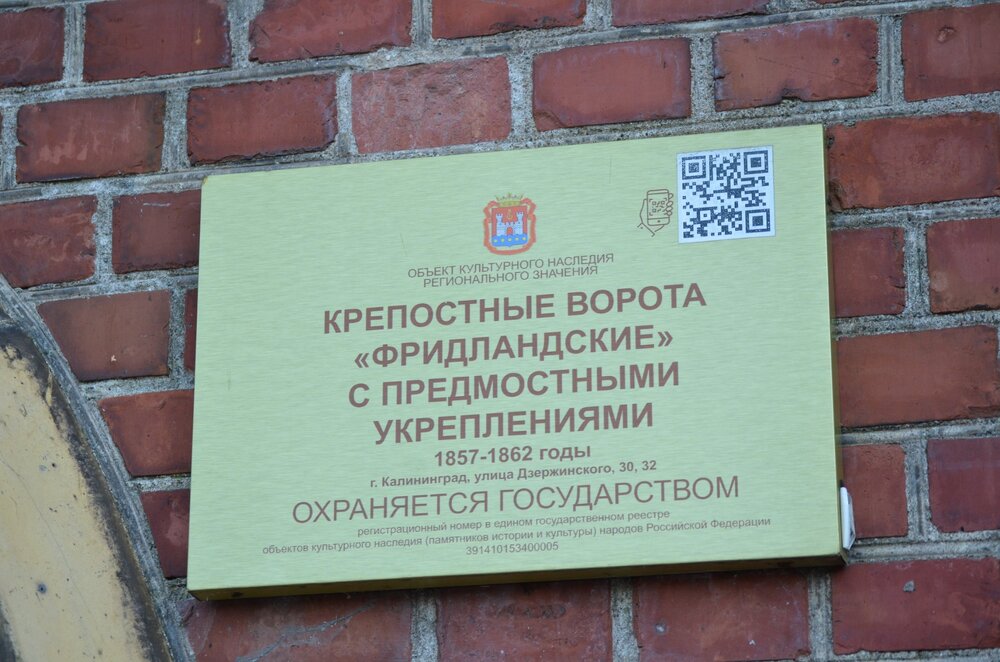 ОБЪЕКТ КУЛЬТУРНОГО НАСЛЕДИЯ
РЕГИОНАЛЬНОГО ЗНАЧЕНИЯ
КРЕПОСТНЫЕ ВОРОТА
«ФРИДЛАНДСКИЕ»
С ПРЕДМОСТНЫМИ
УКРЕПЛЕНИЯМИ
1857-1862 годы
г. Калининград, улица Дзержинского, 30, 32
ОХРАНЯЕТСЯ ГОСУДАРСТВОМ
регистрационный номер в едином государственном реестре
объектов культурного наследия (памятников истории и культуры) народов Российской Федерации
391410153400005